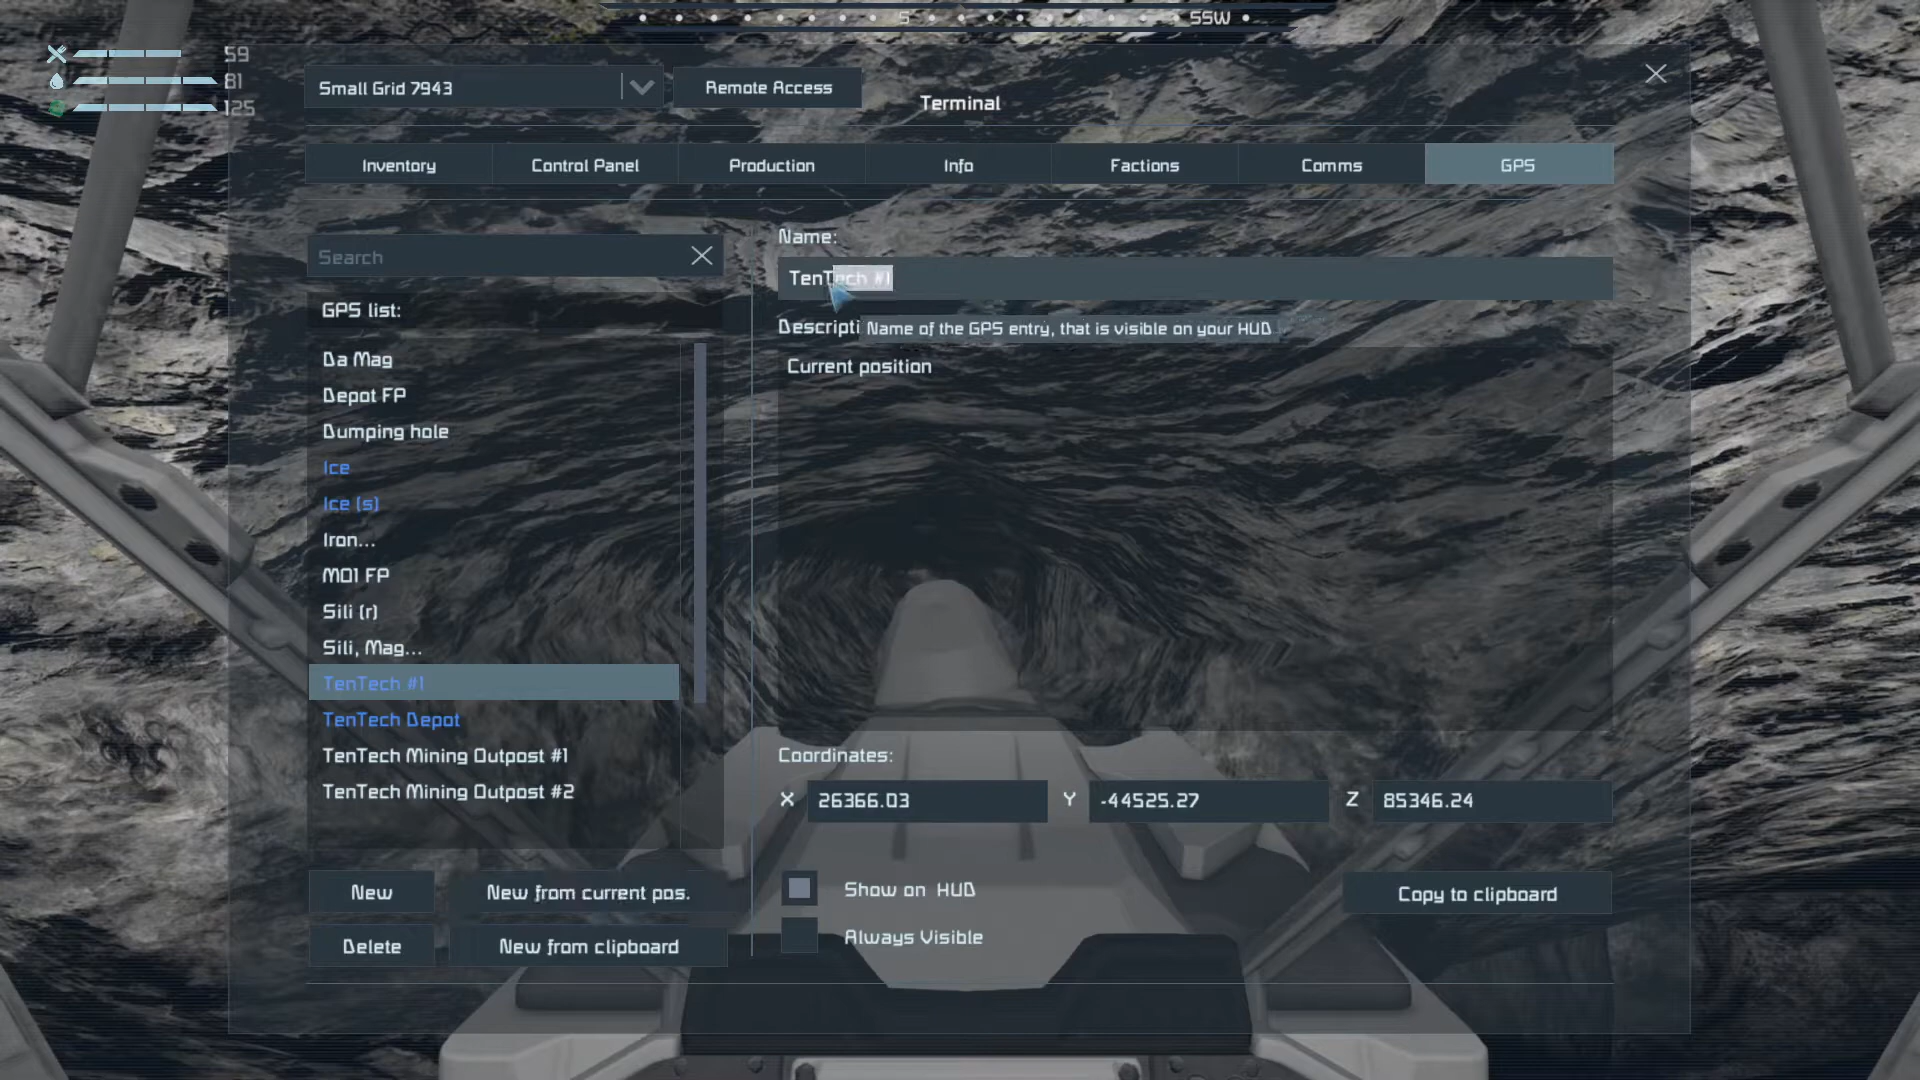 S SSW
59
81
125
Small Grid 7943
Remote Access
Terminal
Inventory Control Panel Production Info Factions Comms GPS
Search
GPS list:
Da Mag
Depot FP
Dumping hole
Ice
Ice (s)
Iron...
M01 FP
Sili (r)
Sili, Mag...
TenTech #1
TenTech Depot
TenTech Mining Outpost #1
TenTech Mining Outpost #2
New
New from current pos.
Delete
New from clipboard
Name:
TenTech #1
Descripti
Name of the GPS entry, that is visible on your HUD
Current position
Coordinates:
X 26366.03 Y -44525.27 Z 85346.24
Show on HUD
Always Visible
Copy to clipboard